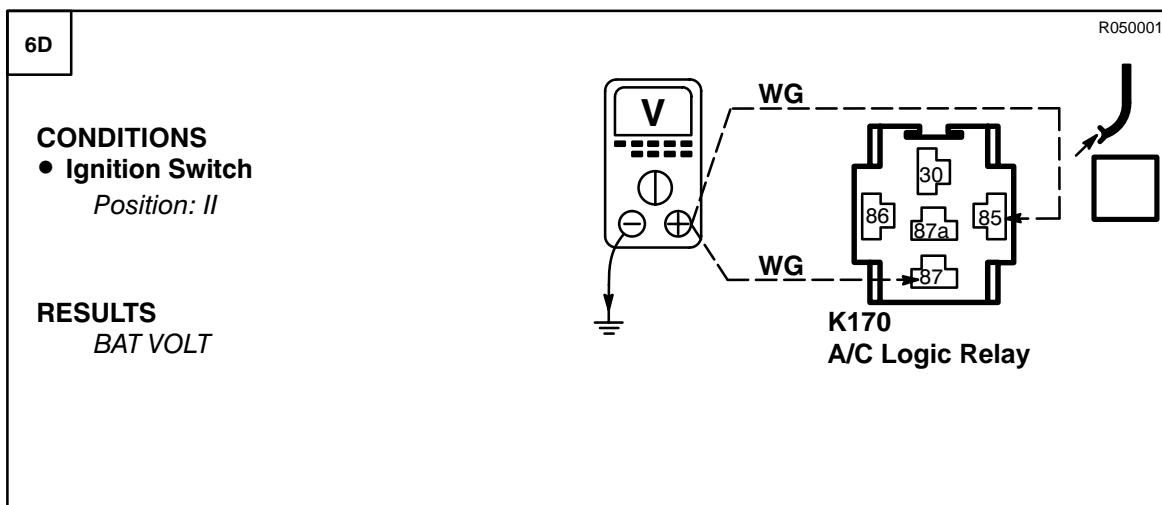 6D
R050001
CONDITIONS
● Ignition Switch
Position: II
RESULTS
BAT VOLT
V
− +
WG
WG
30
86
87a
85
87
K170
A/C Logic Relay